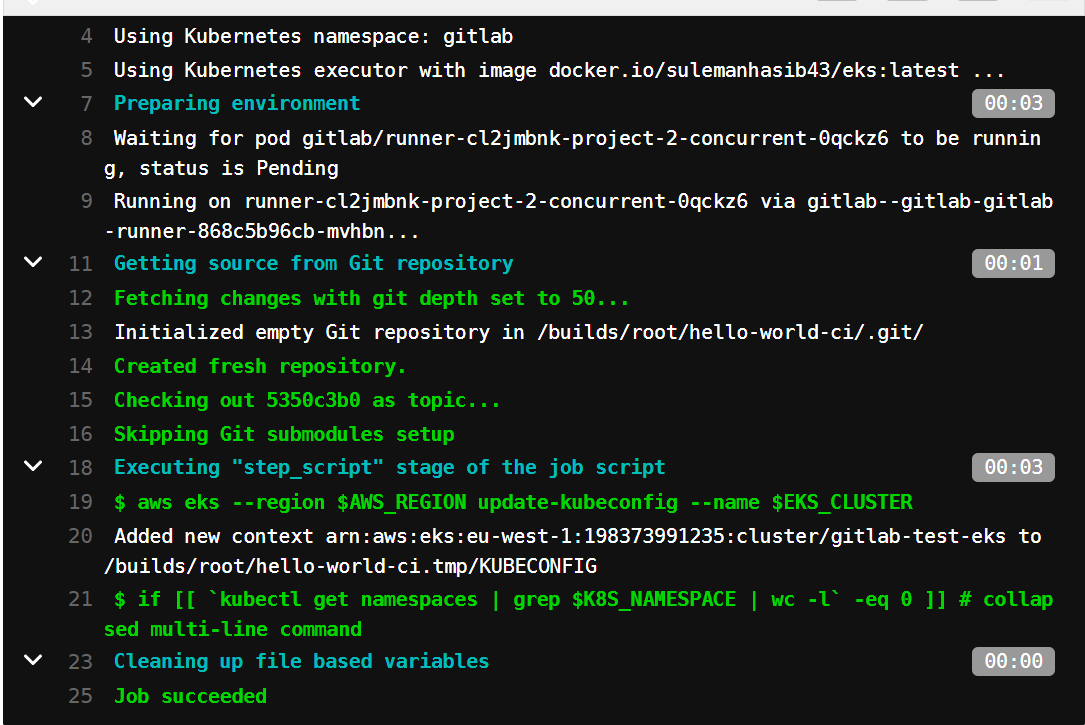 4 Using Kubernetes namespace: gitlab
5 Using Kubernetes executor with image docker.io/sulemanhasib43/eks:latest ...
7 Preparing environment 00:03
8 Waiting for pod gitlab/runner-cl2jmbnk-project-2-concurrent-0qckz6 to be runnin
g, status is Pending
9 Running on runner-cl2jmbnk-project-2-concurrent-0qckz6 via gitlab--gitlab-gitlab
-runner-868c5b96cb-mvhbn...
11 Getting source from Git repository 00:01
12 Fetching changes with git depth set to 50...
13 Initialized empty Git repository in /builds/root/hello-world-ci/.git/
14 Created fresh repository.
15 Checking out 5350c3b0 as topic...
16 Skipping Git submodules setup
18 Executing "step_script" stage of the job script 00:03
19 $ aws eks --region $AWS_REGION update-kubeconfig --name $EKS_CLUSTER
20 Added new context arn:aws:eks:eu-west-1:198373991235:cluster/gitlab-test-eks to
/builds/root/hello-world-ci.tmp/KUBECONFIG
21 $ if [[ `kubectl get namespaces | grep $K8S_NAMESPACE | wc -l` -eq 0 ]] # collap
sed multi-line command
23 Cleaning up file based variables 00:00
25 Job succeeded